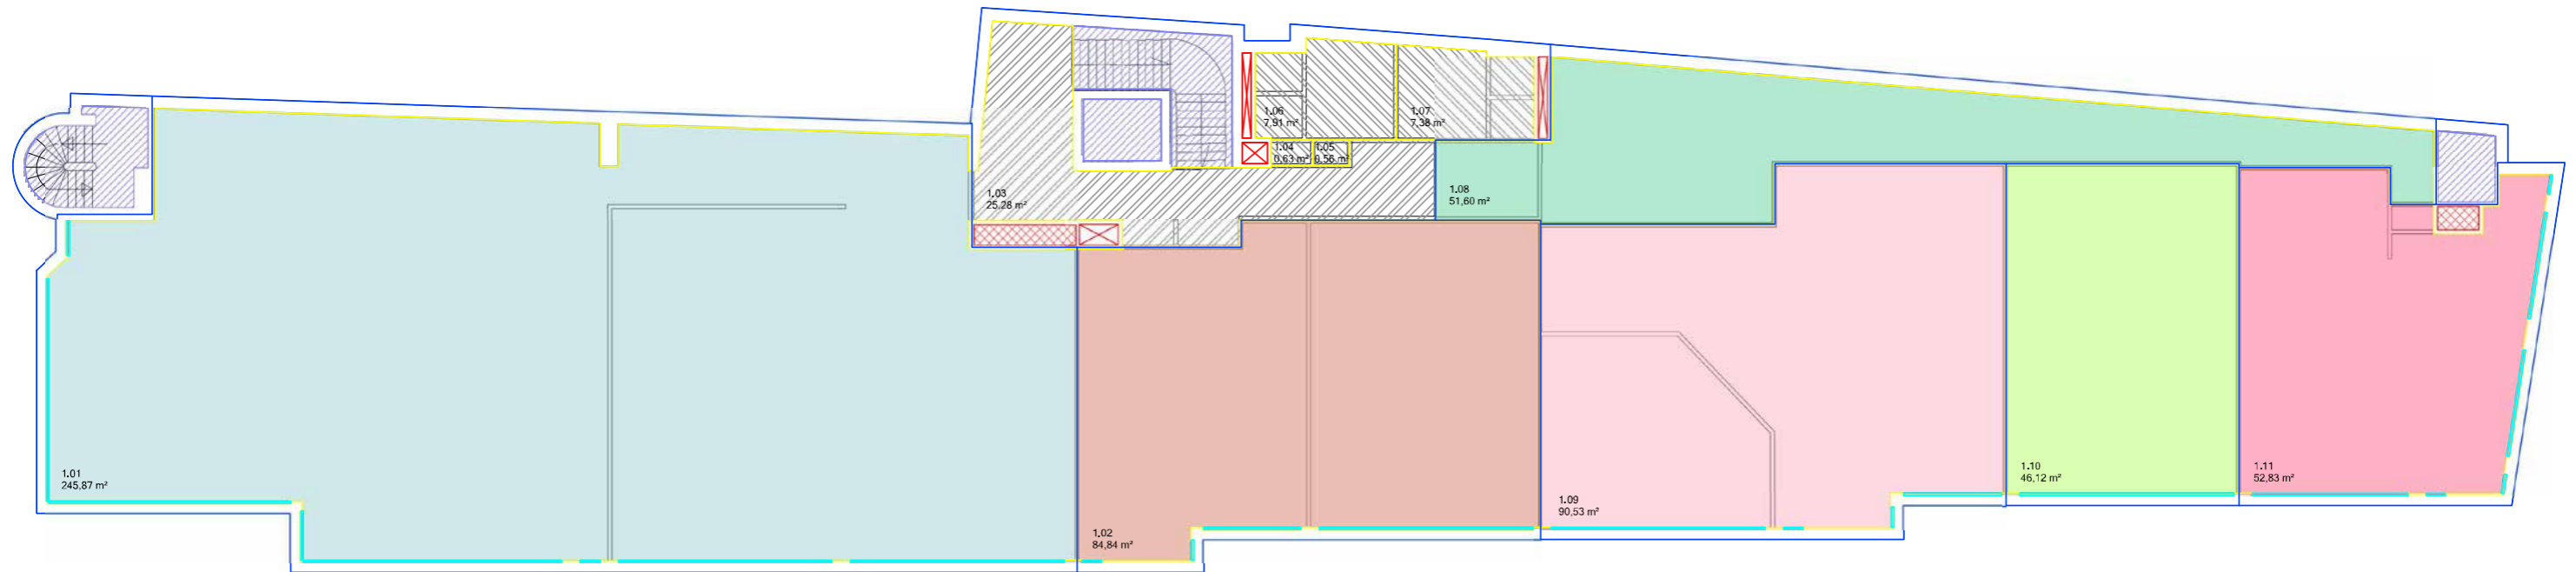 1.06
7,91 m²
1.07
7,38 m²
1.04
0,63 m²
1.05
0,56 m²
1.03
25,28 m²
1.08
51,60 m²
1.01
245,87 m²
1.02
84,84 m²
1.09
90,53 m²
1.10
46,12 m²
1.11
52,83 m²